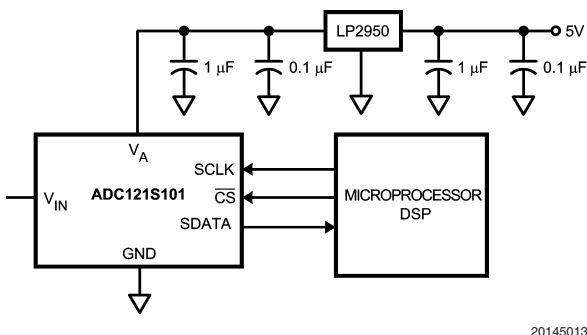 LP2950
5V
1 µF
0.1 µF
1 µF
0.1 µF
V_A
SCLK
V_IN
ADC121S101
C̅S̅
MICROPROCESSOR
DSP
SDATA
GND
20145013